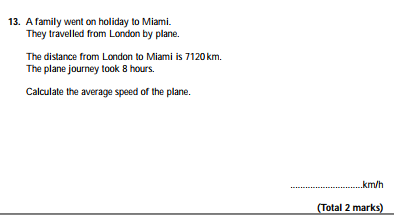 13. A family went on holiday to Miami.
They travelled from London by plane.
The distance from London to Miami is 7120 km.
The plane journey took 8 hours.
Calculate the average speed of the plane.
..............................km/h
(Total 2 marks)